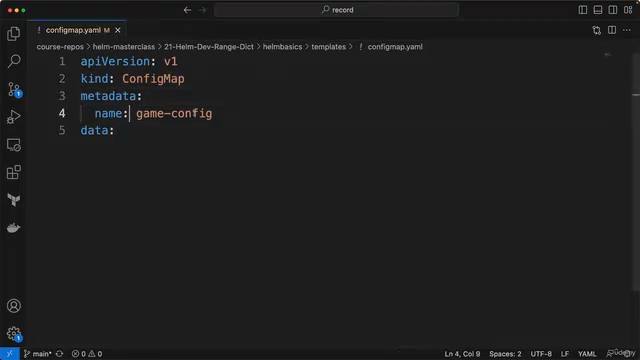 record
configmap.yaml M
course-repos > helm-masterclass > 21-Helm-Dev-Range-Dict > helmbasics > templates > ! configmap.yaml
1 apiVersion: v1
2 kind: ConfigMap
3 metadata:
4 name: game-config
5 data:
main*
0 0
Ln 4, Col 9
Spaces: 2
UTF-8
LF
YAML
Udemy